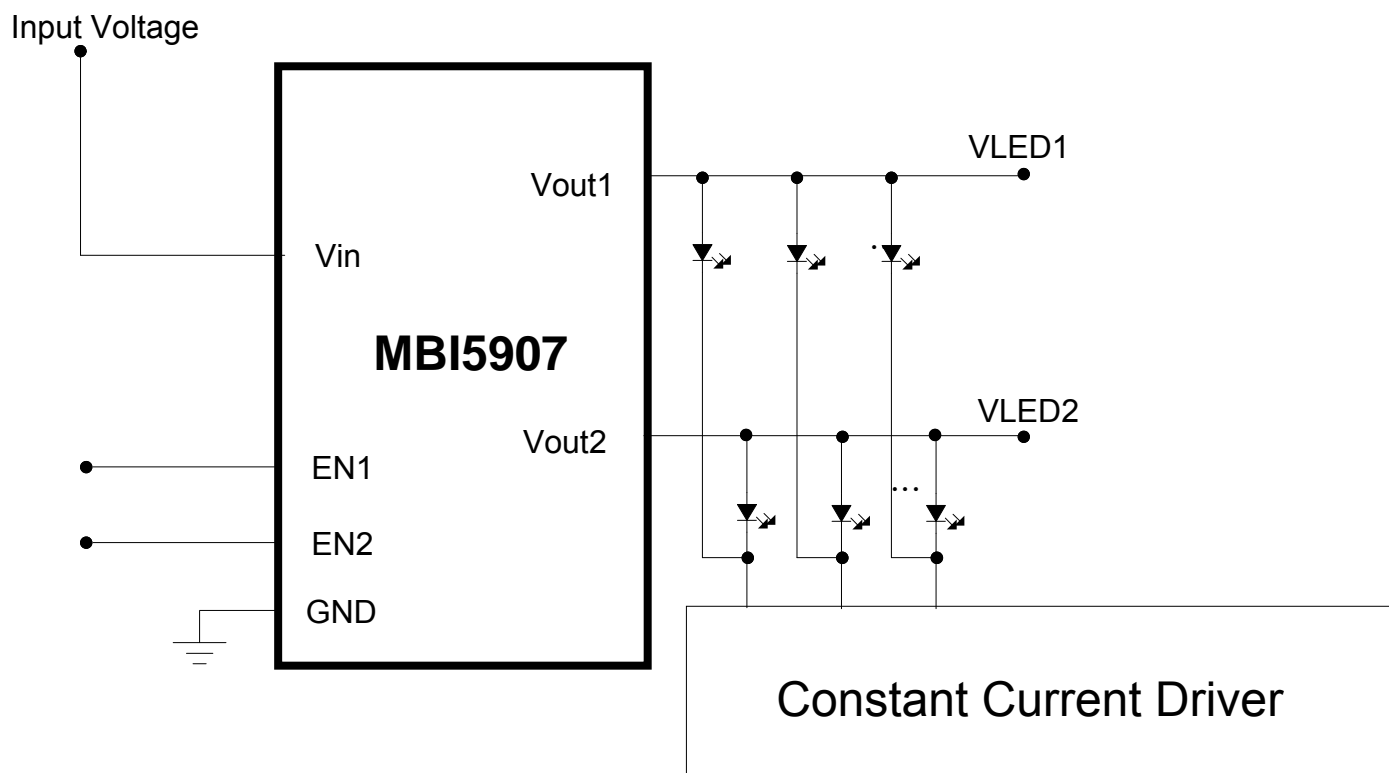 Input Voltage
VLED1
Vout1
Vin
MBI5907
VLED2
Vout2
EN1
...
EN2
GND
Constant Current Driver